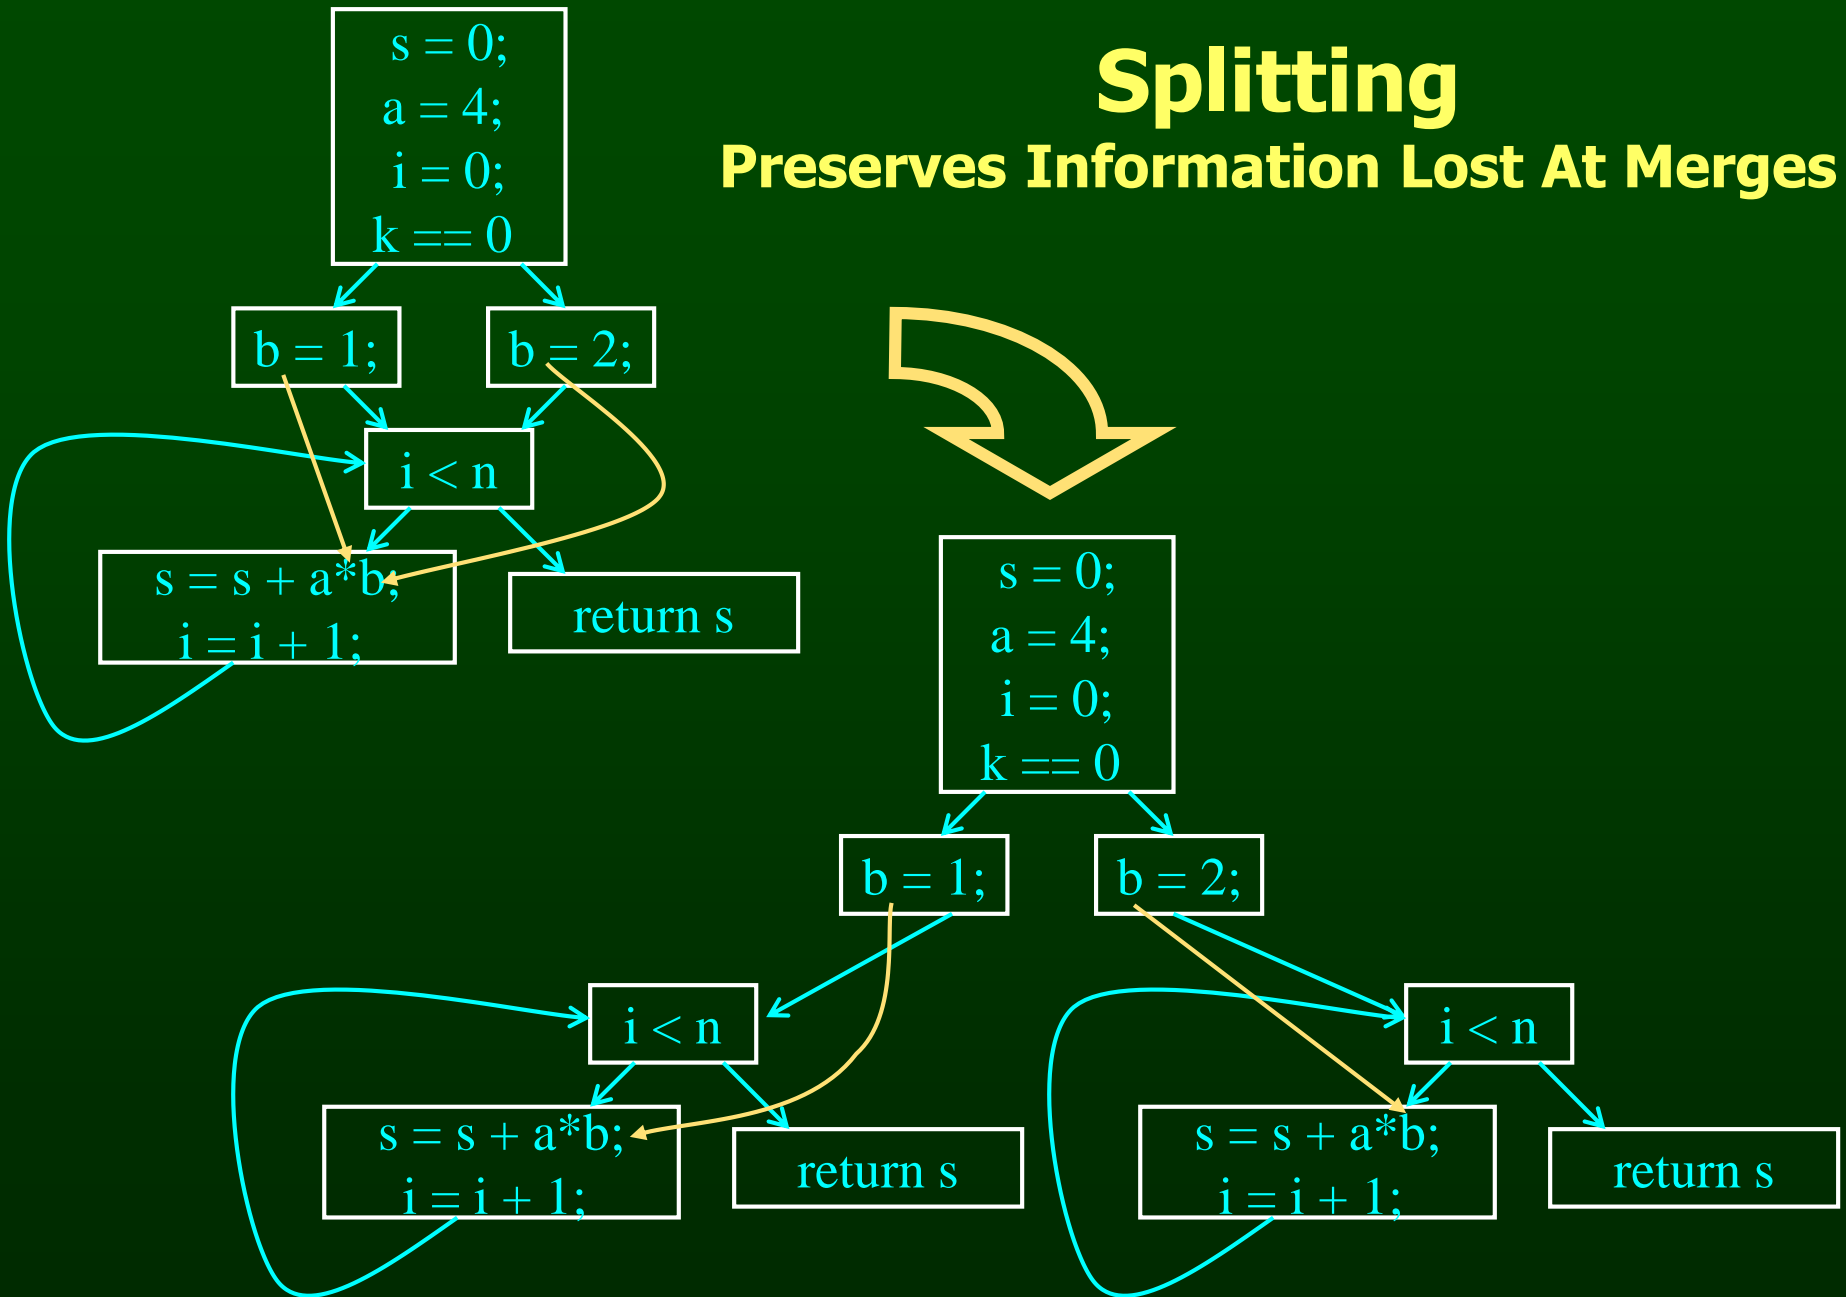 Splitting
Preserves Information Lost At Merges
s = 0;
a = 4;
i = 0;
k == 0
b = 1;
b = 2;
i < n
s = s + a*b;
i = i + 1;
return s
s = 0;
a = 4;
i = 0;
k == 0
b = 1;
b = 2;
i < n
s = s + a*b;
i = i + 1;
return s
i < n
s = s + a*b;
i = i + 1;
return s